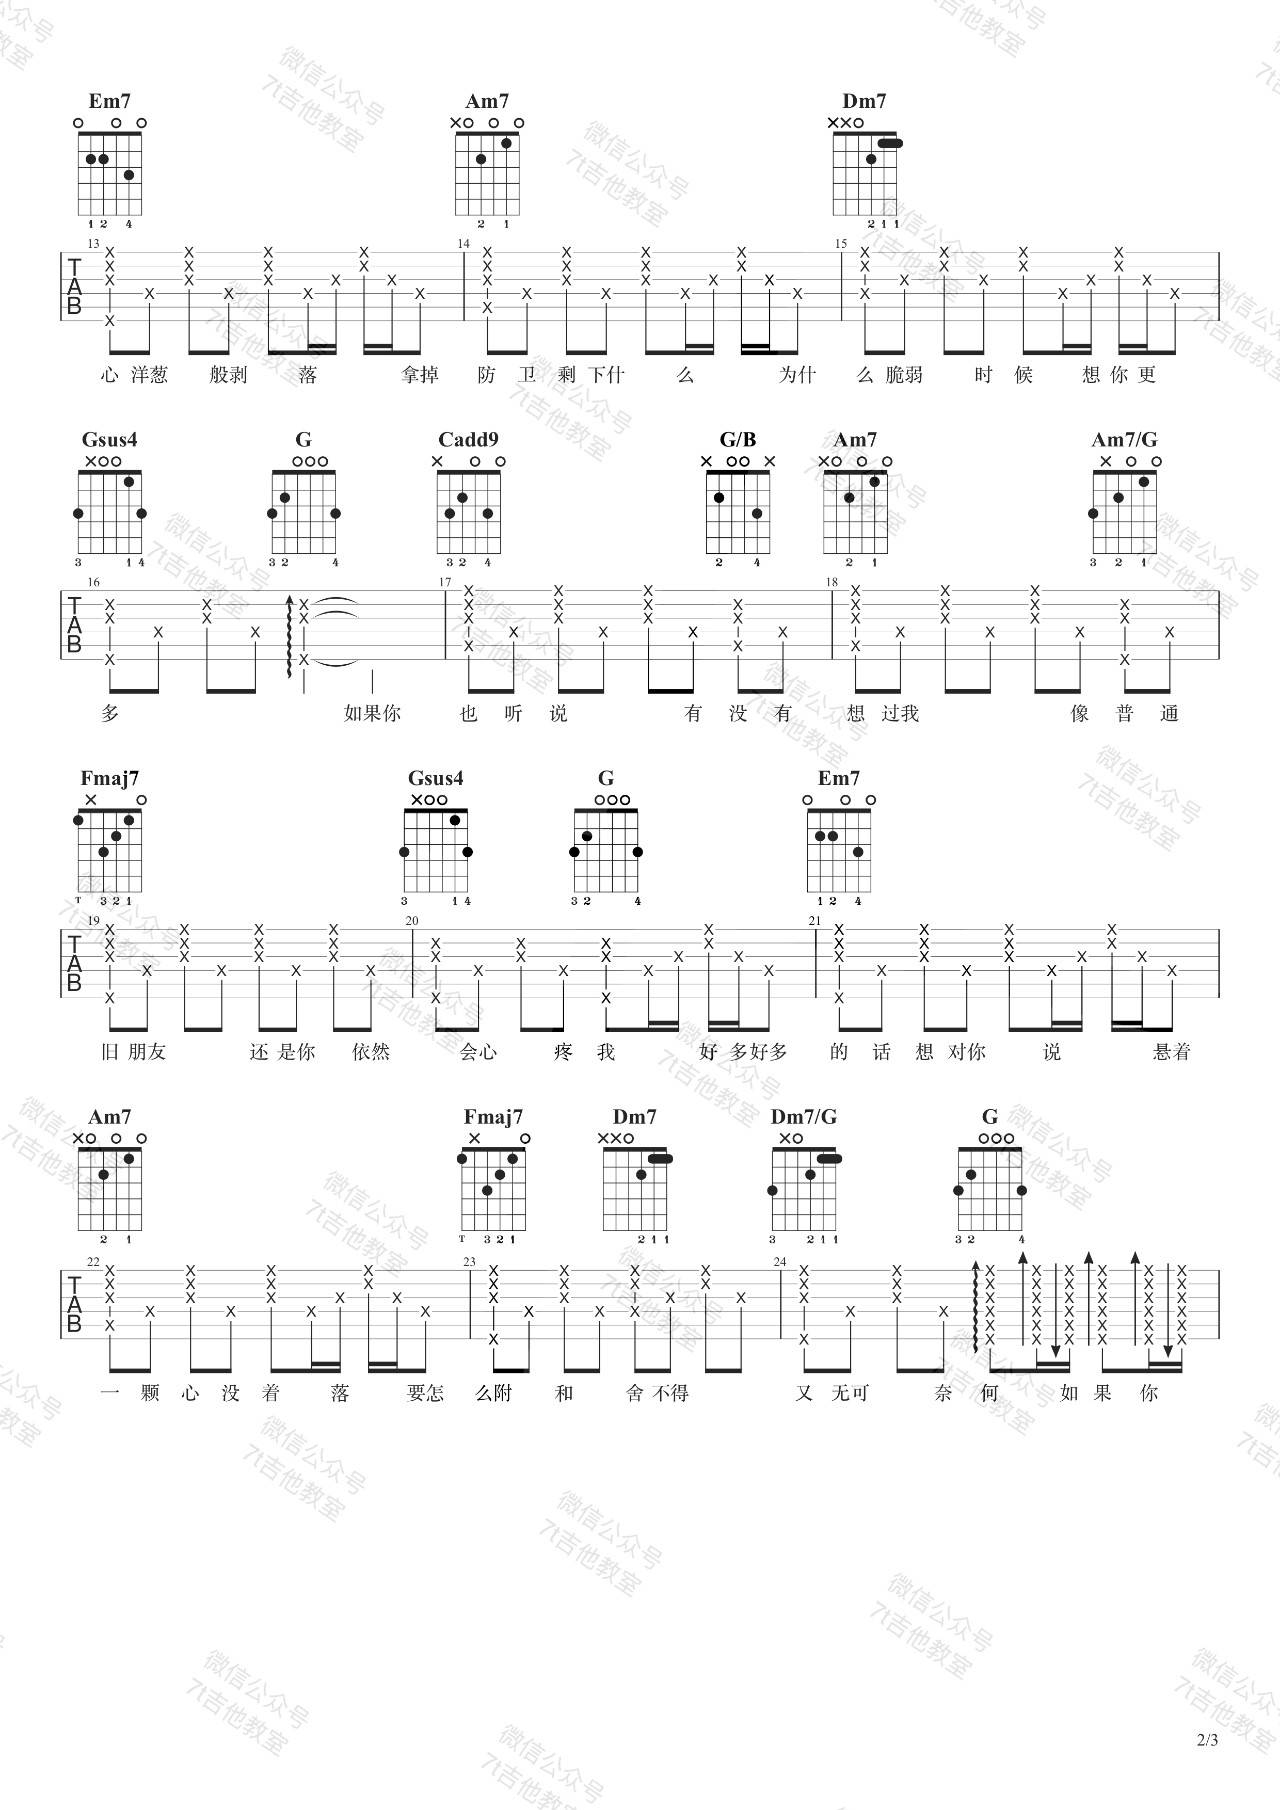 Em7 Am7 Dm7
1 2 4 2 1 2 1 1
13 14 15
T
A
B
心 洋葱 般剥 落 拿掉 防 卫 剩 下什 么 为什 么 脆弱 时 候 想 你 更
Gsus4 G Cadd9 G/B Am7 Am7/G
3 1 4 3 2 4 3 2 4 2 4 2 1 3 2 1
16 17 18
T
A
B
多 如果你 也 听 说 有 没 有 想 过我 像 普 通
Fmaj7 Gsus4 G Em7
T 3 2 1 3 1 4 3 2 4 1 2 4
19 20 21
T
A
B
旧 朋友 还 是你 依然 会心 疼 我 好 多好多 的 话 想 对你 说 悬着
Am7 Fmaj7 Dm7 Dm7/G G
2 1 T 3 2 1 2 1 1 3 2 1 1 3 2 4
22 23 24
T
A
B
一 颗 心 没 着 落 要怎 么附 和 舍 不得 又 无可 奈 何 如 果 你
2/3
微信公众号
7t吉他教室